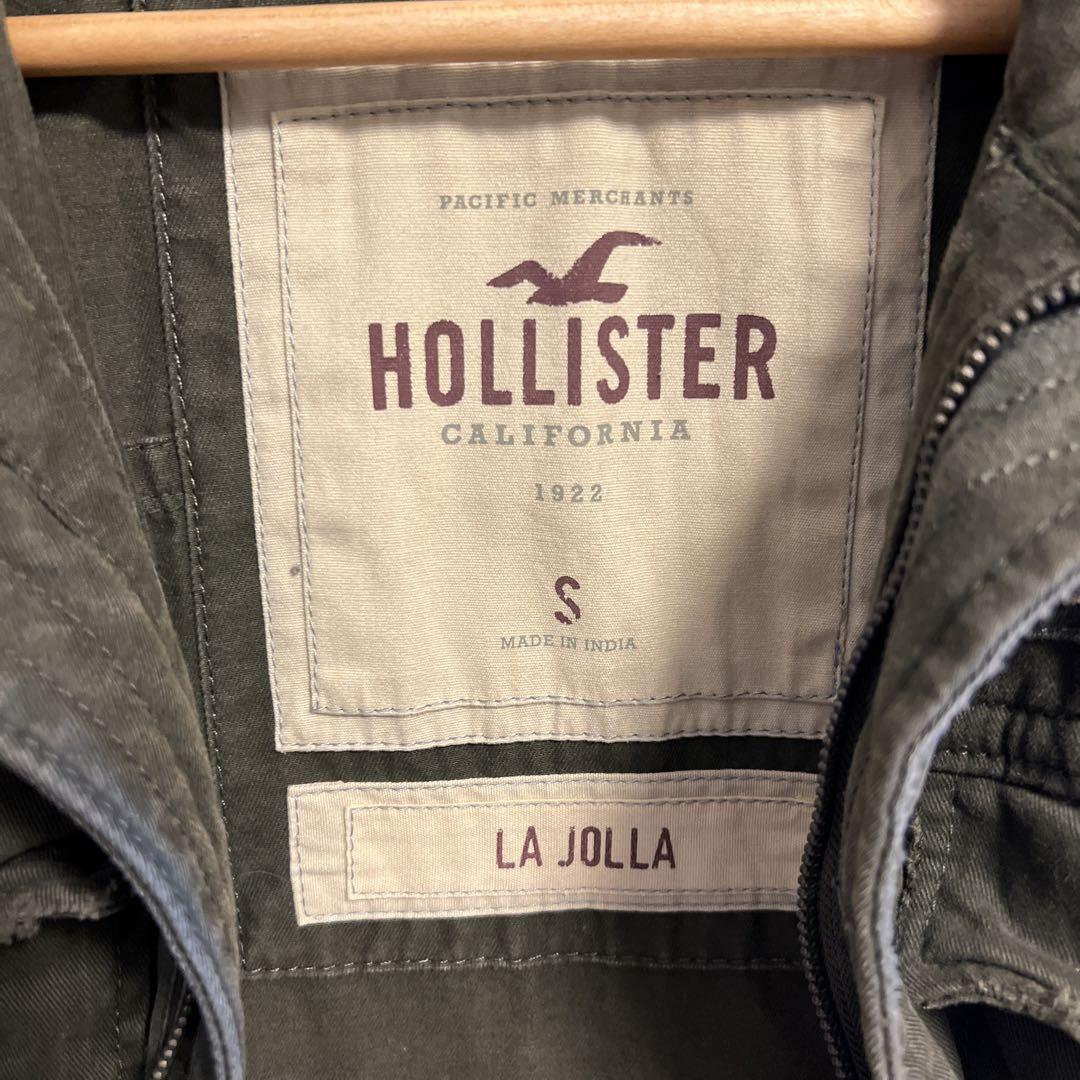 PACIFIC MERCHANTS
HOLLISTER
CALIFORNIA
1922
S
MADE IN INDIA
LA JOLLA